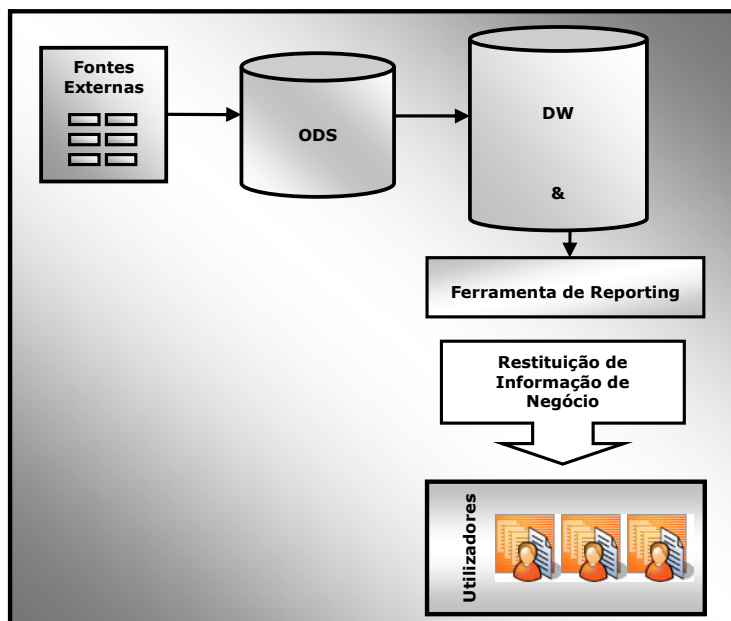 Fontes
Externas
ODS
DW
&
Ferramenta de Reporting
Restituição de
Informação de
Negócio
Utilizadores